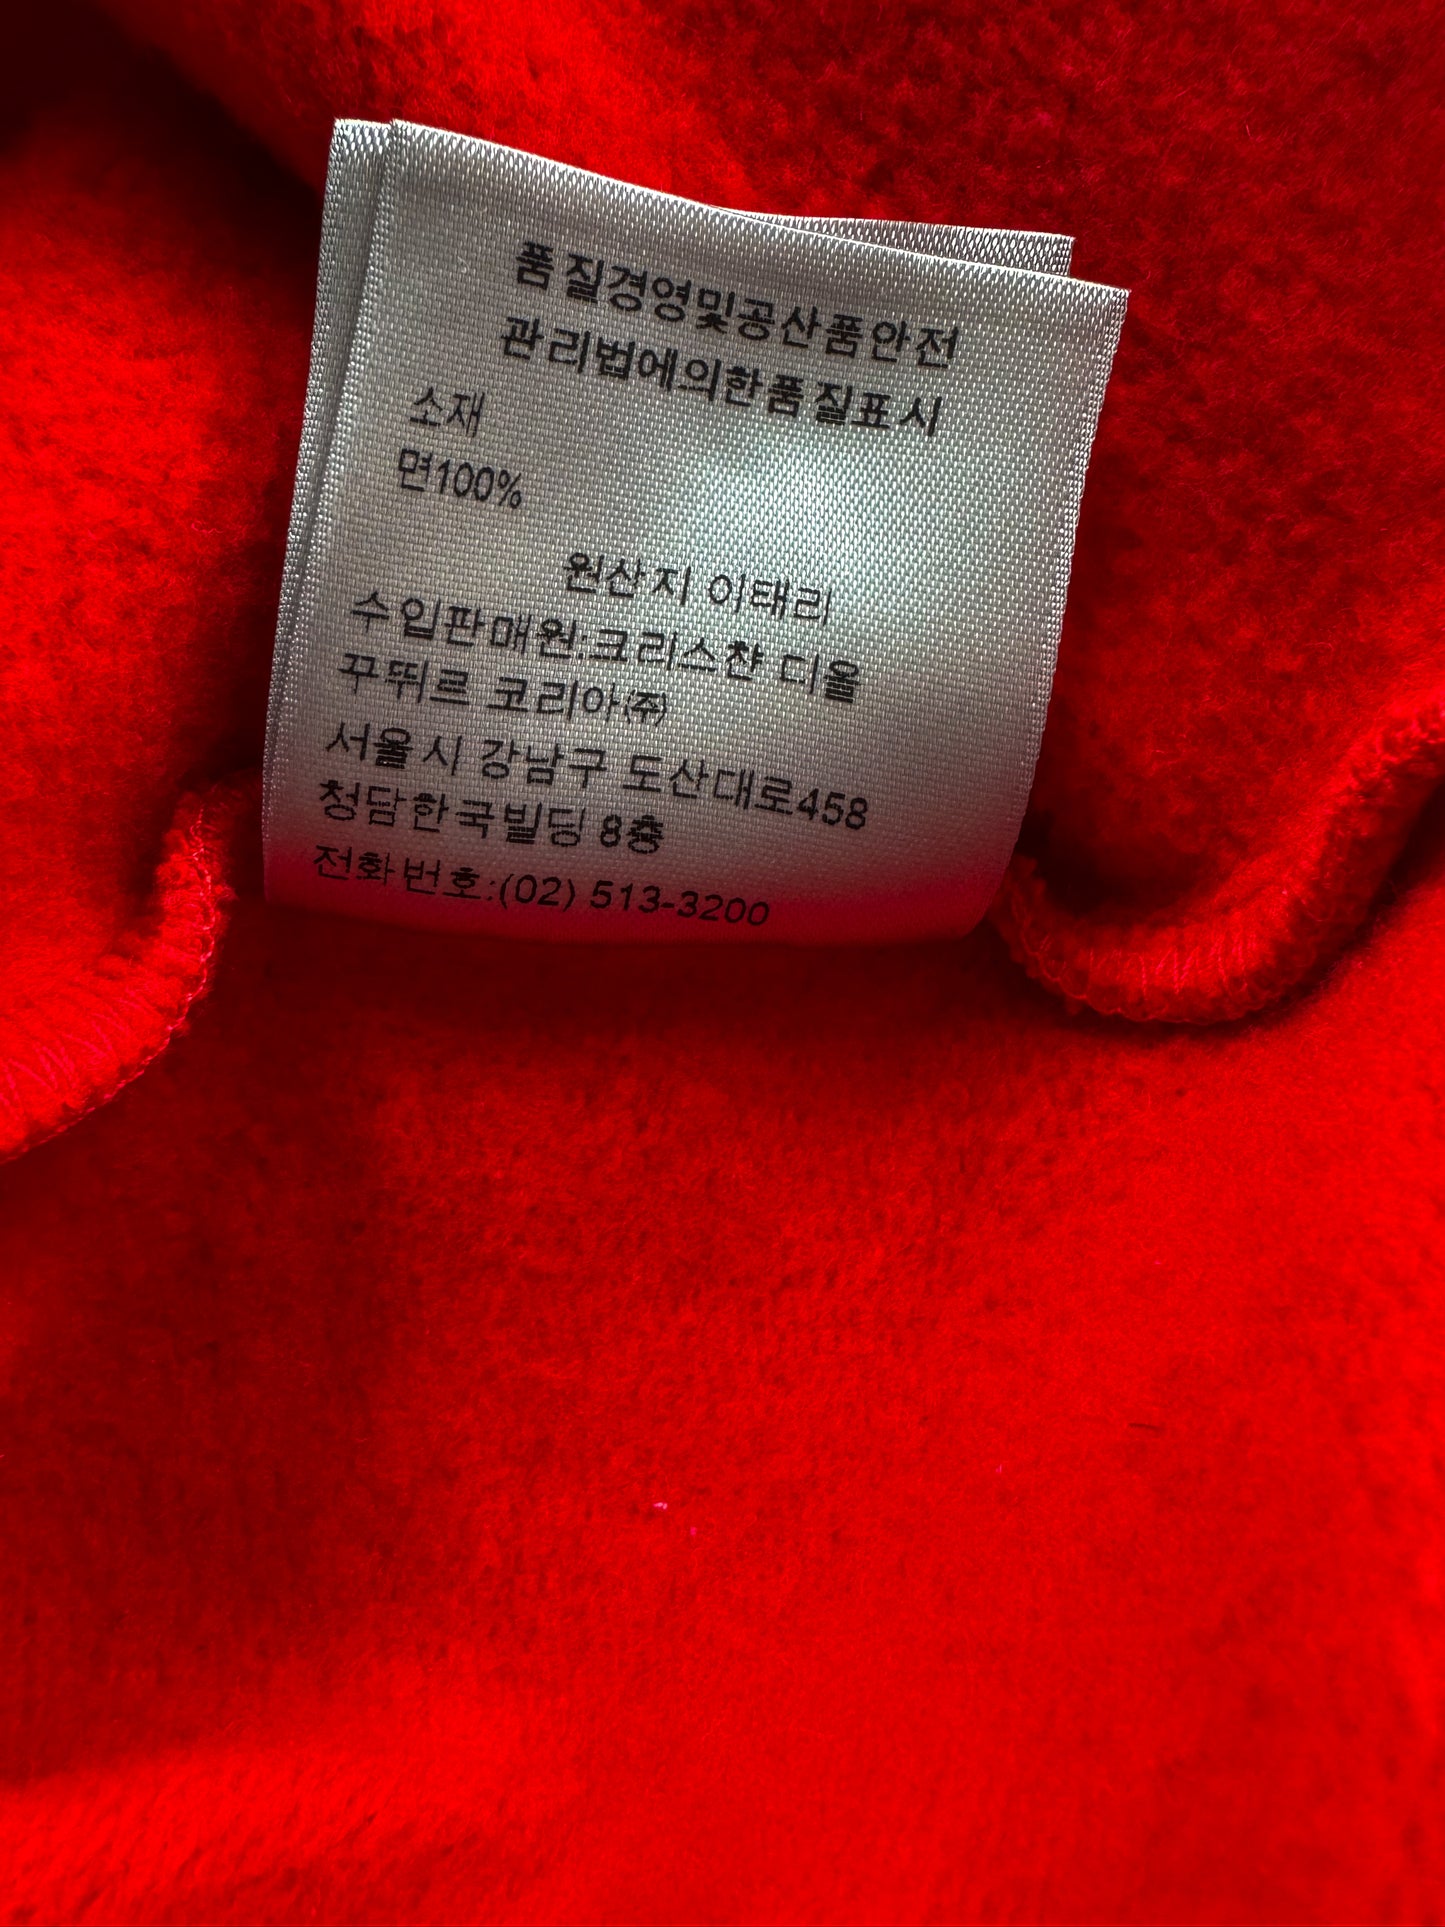 품질경영및공산품안전
관리법에의한품질표시
소재
면100%
원산지 이태리
수입판매원:크리스챤 디올
꾸뛰르 코리아㈜
서울시 강남구 도산대로458
청담한국빌딩 8층
전화번호:(02) 513-3200